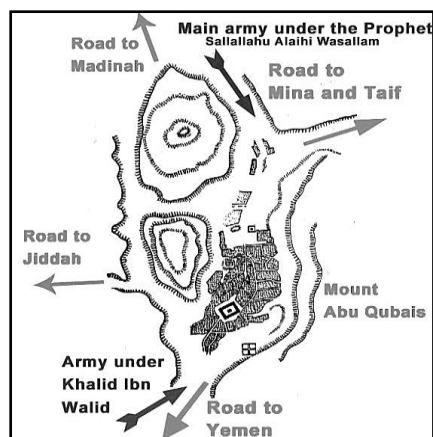 Main army under the Prophet
Sallallahu Alaihi Wasallam
Road to
Madinah
Road to
Mina and Taif
Road to
Jiddah
Mount
Abu Qubais
Army under
Khalid Ibn
Walid
Road to
Yemen